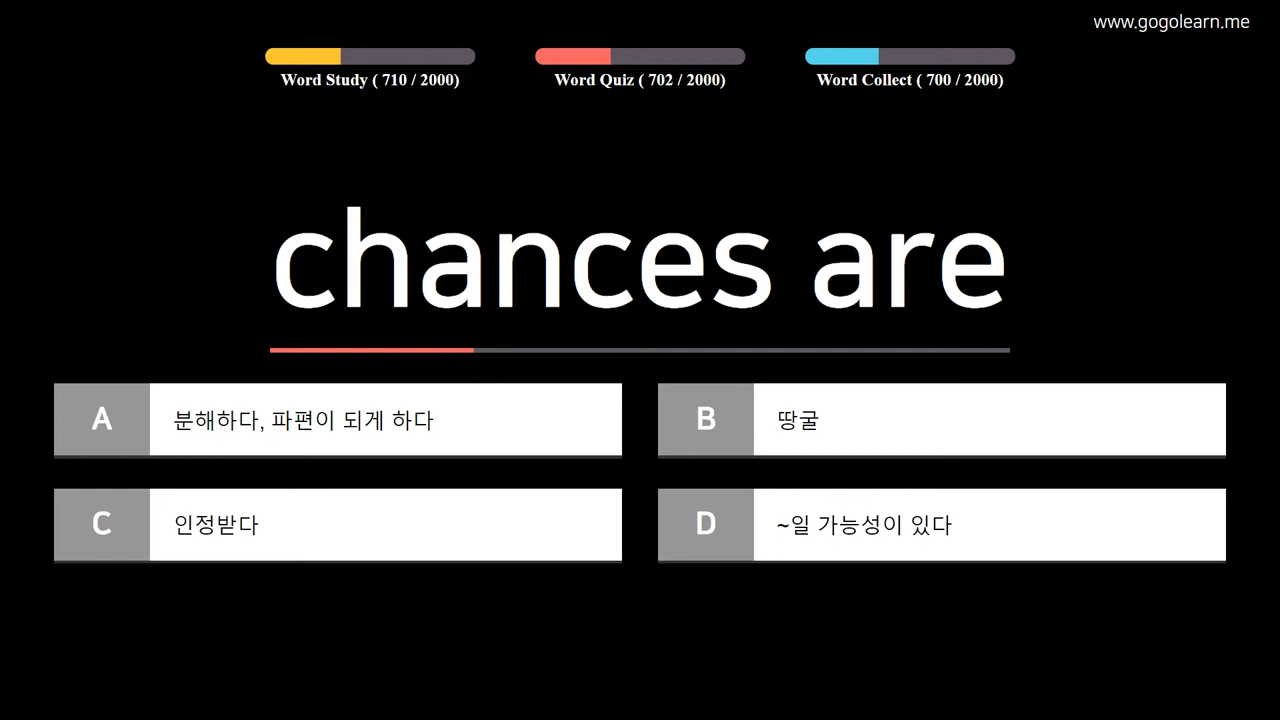 www.gogolearn.me
Word Study ( 710 / 2000)
Word Quiz ( 702 / 2000)
Word Collect ( 700 / 2000)
chances are
A 분해하다, 파편이 되게 하다
B 땅굴
C 인정받다
D ~일 가능성이 있다